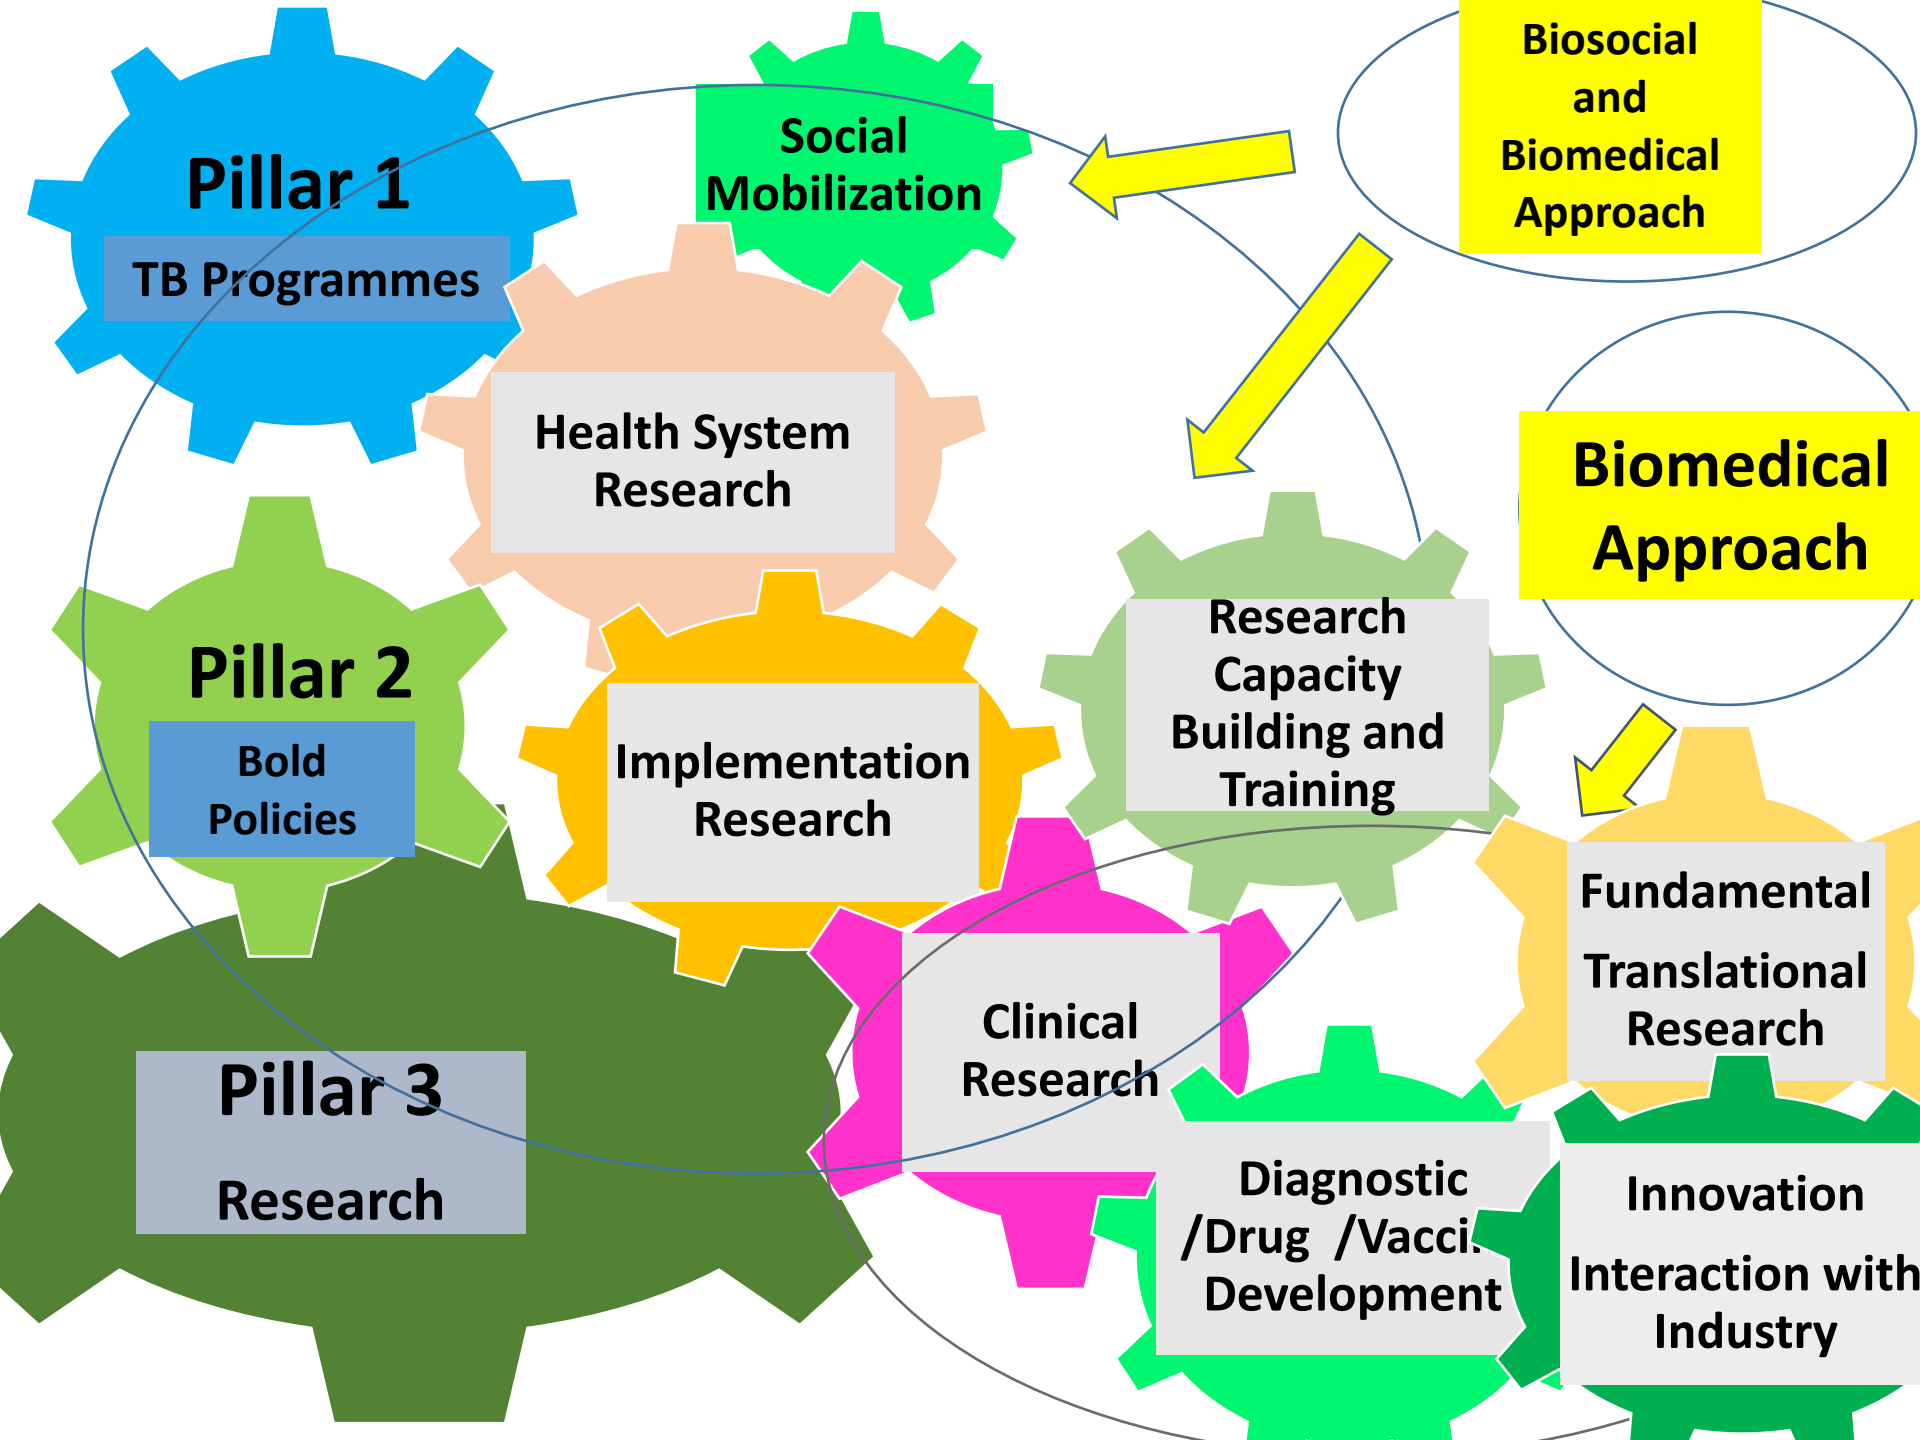 Pillar 1
TB Programmes
Social
Mobilization
Biosocial
and
Biomedical
Approach
Health System
Research
Biomedical
Approach
Pillar 2
Bold
Policies
Implementation
Research
Research
Capacity
Building and
Training
Fundamental
Translational
Research
Clinical
Research
Pillar 3
Research
Diagnostic
/Drug /Vacci
Development
Innovation
Interaction with
Industry